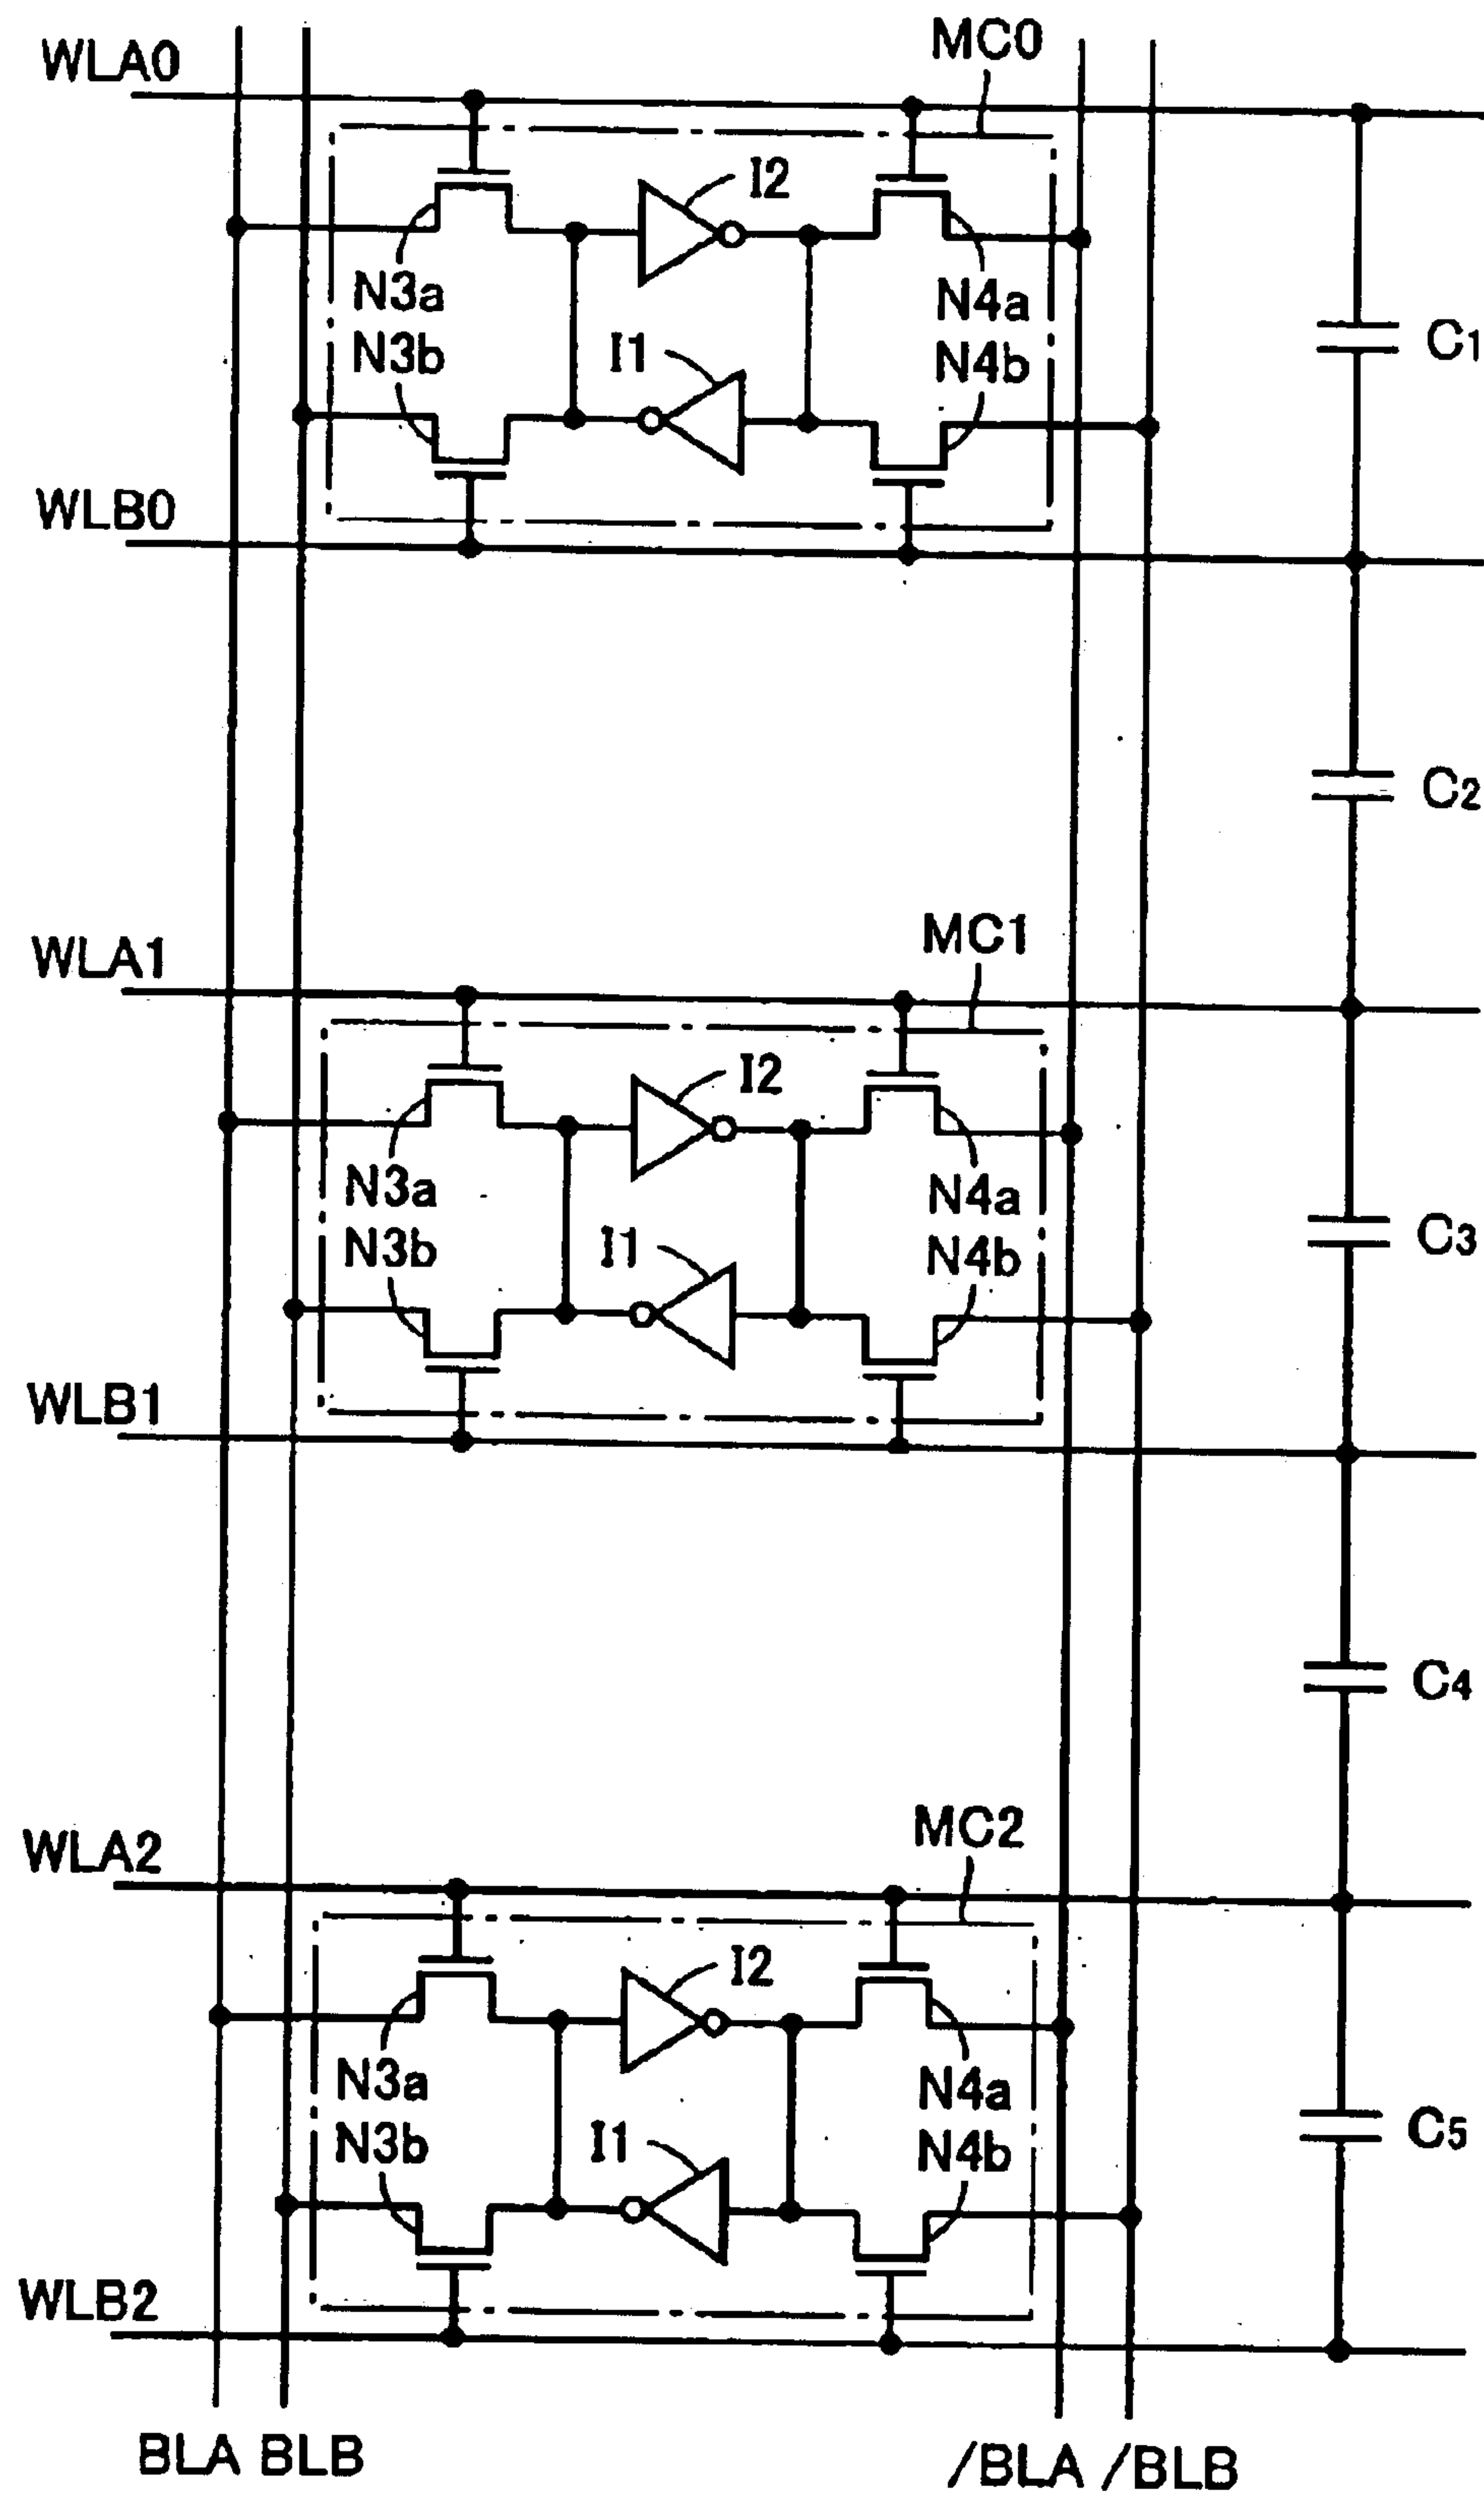 WLA0
MC0
I2
N3a
N4a
C1
N3b
I1
N4b
WLB0
C2
WLA1
MC1
I2
N3a
N4a
C3
N3b
I1
N4b
WLB1
C4
WLA2
MC2
I2
N3a
N4a
C5
N3b
I1
N4b
WLB2
BLA BLB
/BLA /BLB